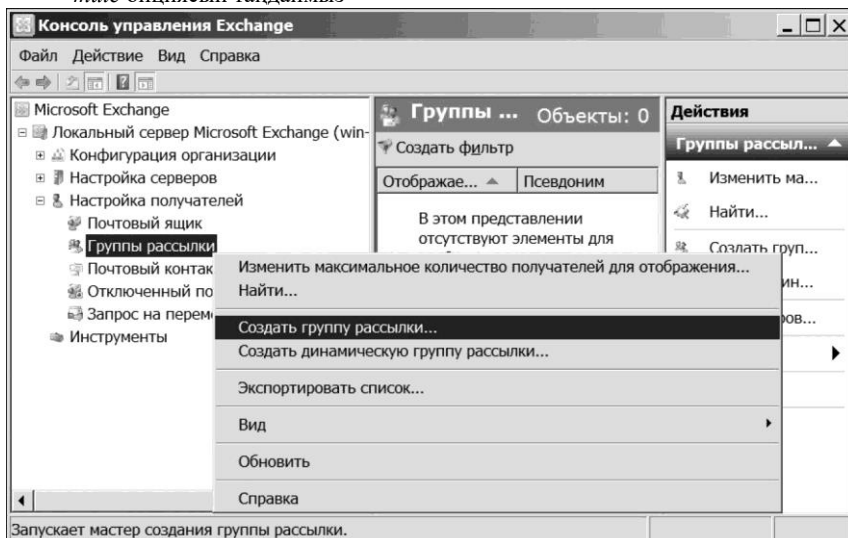 опциясын таңдаймыз
Консоль управления Exchange
Файл Действие Вид Справка
Microsoft Exchange
Локальный сервер Microsoft Exchange (win-
Конфигурация организации
Настройка серверов
Настройка получателей
Почтовый ящик
Группы рассылки
Почтовый контак
Отключенный по
Запрос на перем
Инструменты
Группы ... Объекты: 0
Создать фильтр
Отображае... Псевдоним
В этом представлении
отсутствуют элементы для
Действия
Группы рассыл...
Изменить ма...
Найти...
Создать груп...
ин...
ров...
Изменить максимальное количество получателей для отображения...
Найти...
Создать группу рассылки...
Создать динамическую группу рассылки...
Экспортировать список...
Вид
Обновить
Справка
Запускает мастер создания группы рассылки.